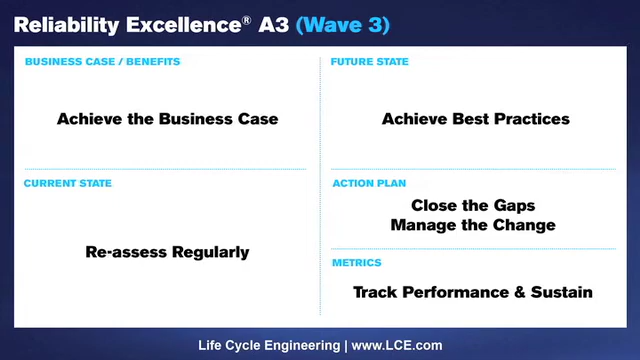 Reliability Excellence® A3 (Wave 3)
BUSINESS CASE / BENEFITS
Achieve the Business Case
CURRENT STATE
Re-assess Regularly
FUTURE STATE
Achieve Best Practices
ACTION PLAN
Close the Gaps
Manage the Change
METRICS
Track Performance & Sustain
Life Cycle Engineering | www.LCE.com